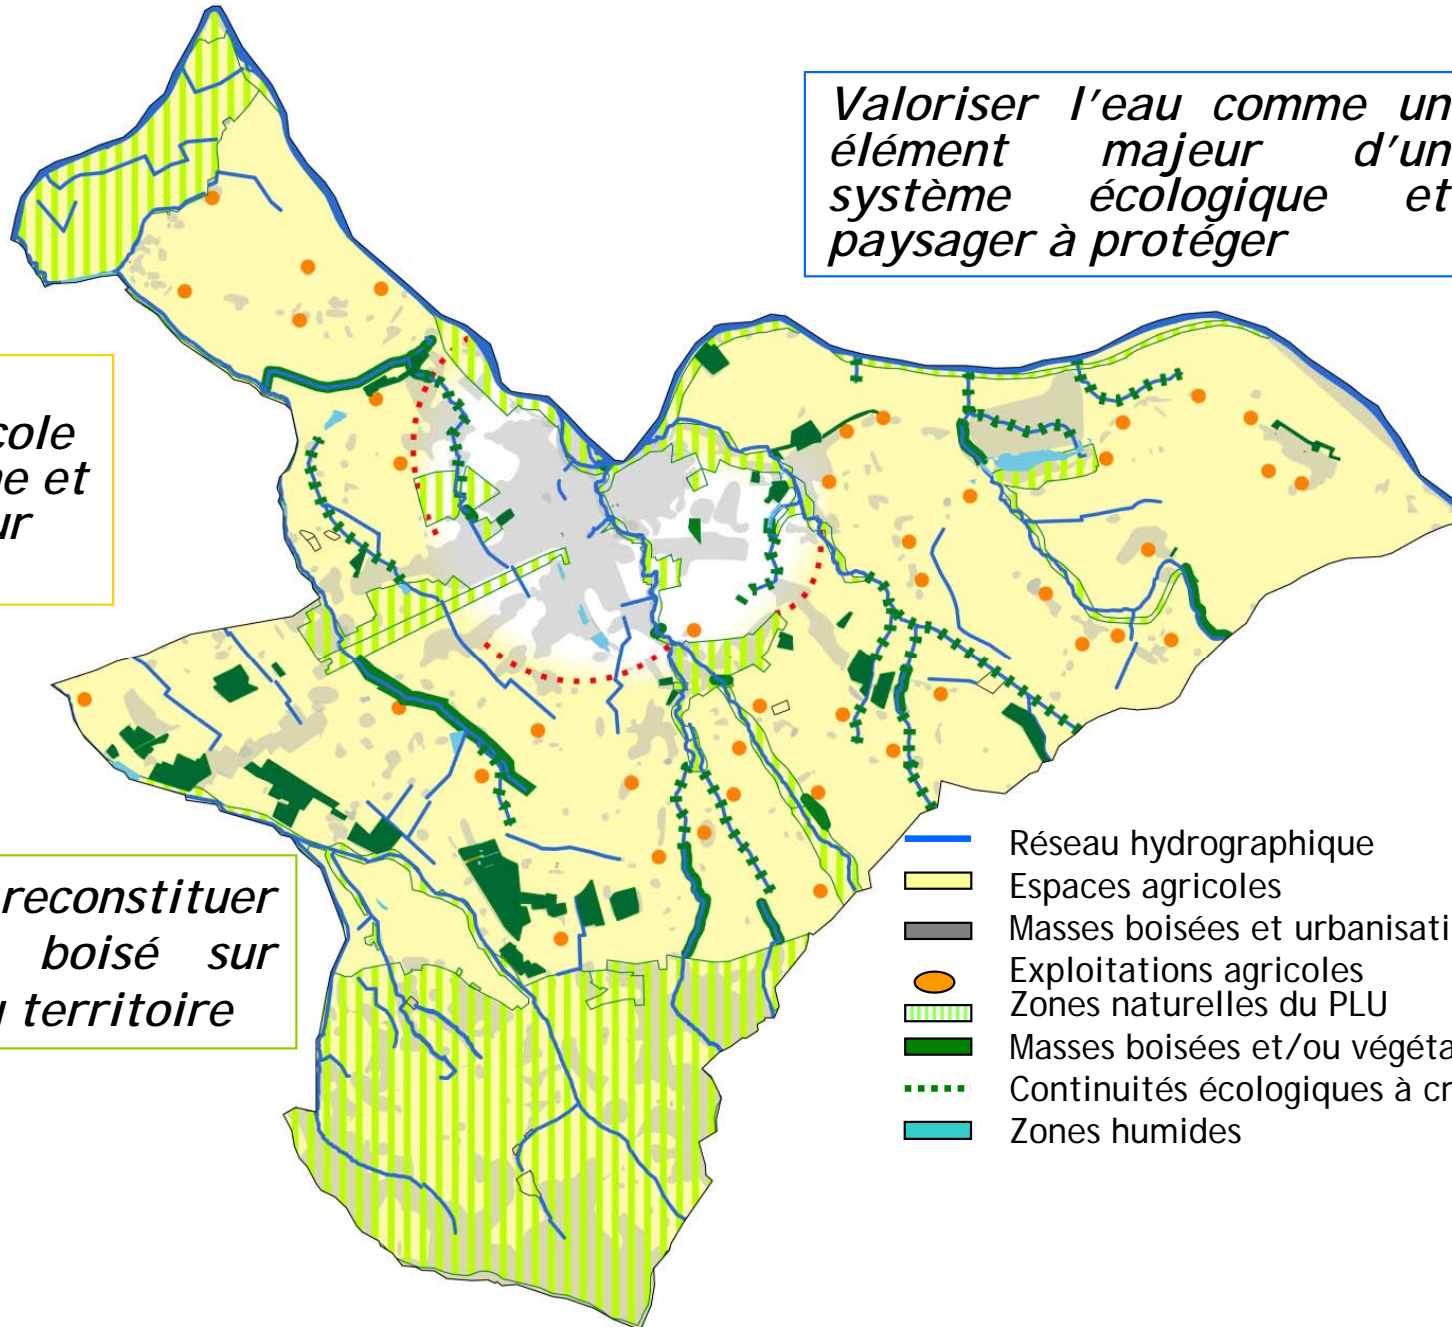 Valoriser l'eau comme un
élément majeur d'un
système écologique et
paysager à protéger
cole
e et
ur
reconstituer
boisé sur
territoire
Réseau hydrographique
Espaces agricoles
Masses boisées et urbanisati
Exploitations agricoles
Zones naturelles du PLU
Masses boisées et/ou végéta
Continuités écologiques à cr
Zones humides